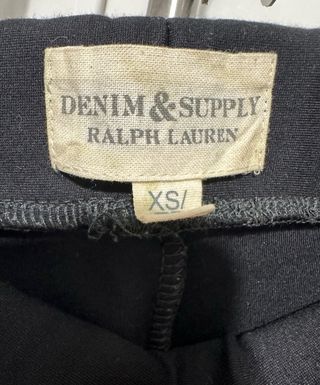 DENIM & SUPPLY
RALPH LAUREN
XS/